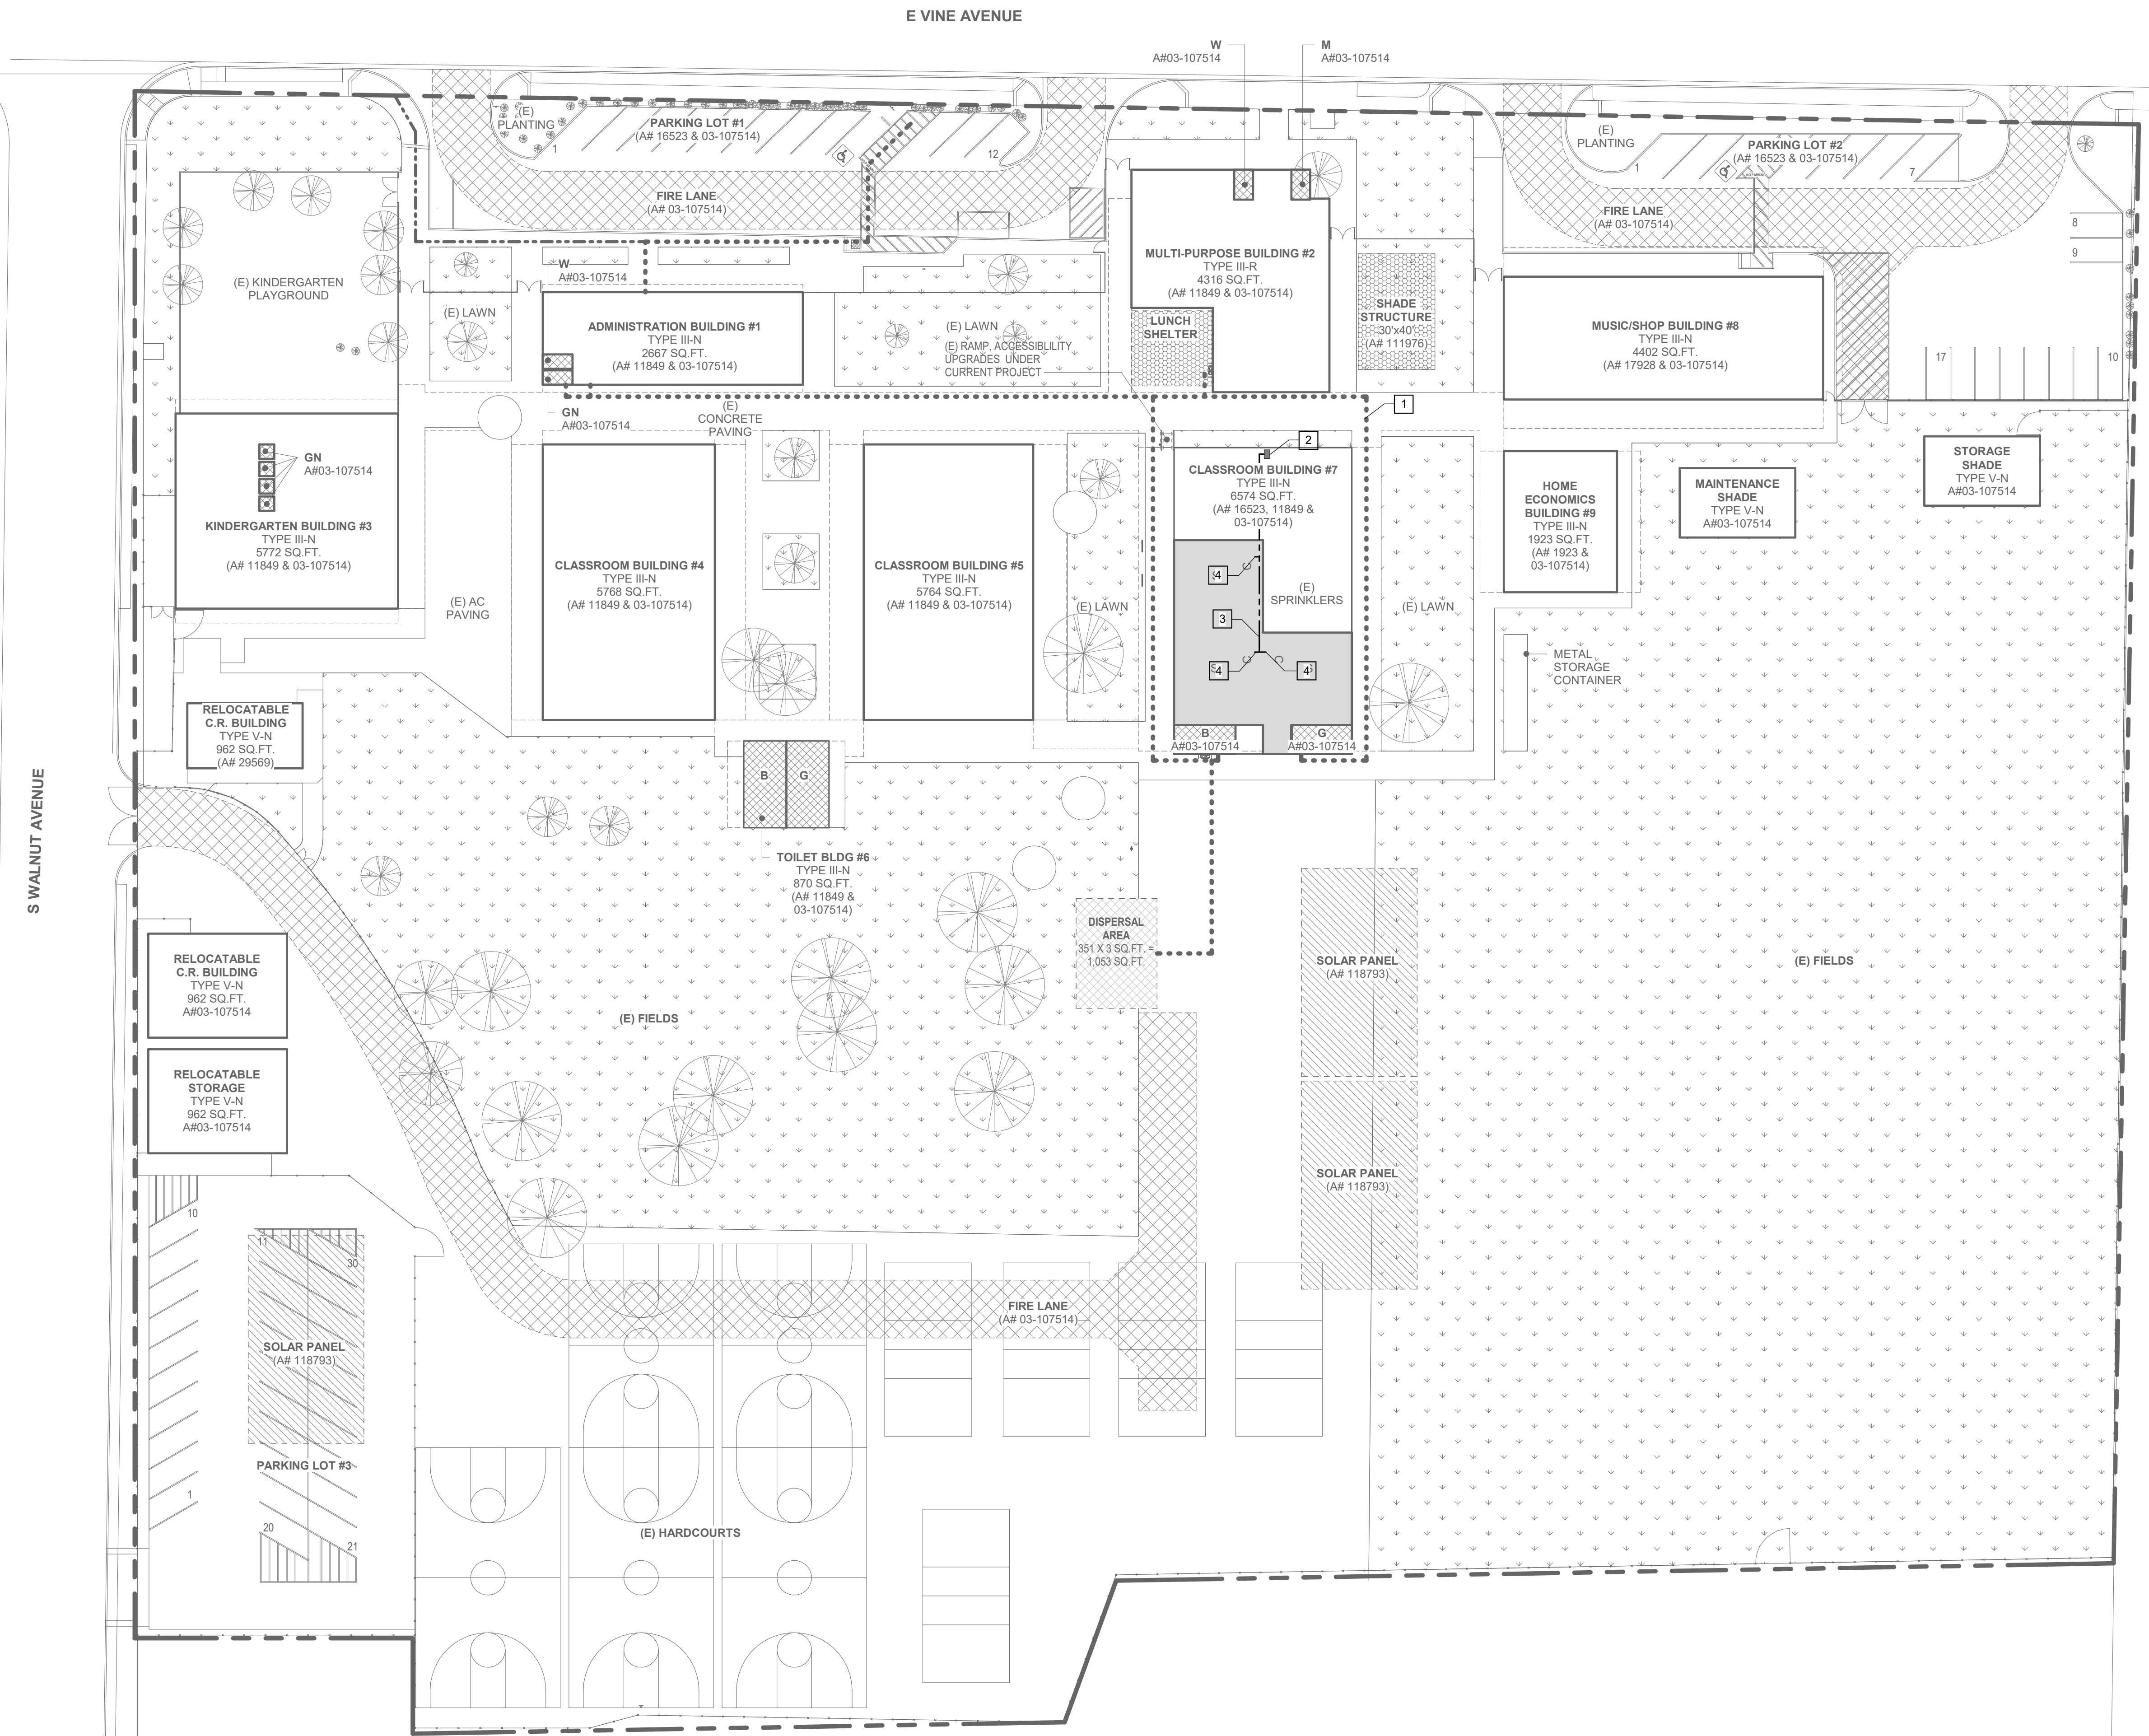 E VINE AVENUE
W
A#03-107514
M
A#03-107514
(E)
PLANTING
PARKING LOT #1
(A# 16523 & 03-107514)
1
12
(E)
PLANTING
PARKING LOT #2
(A# 16523 & 03-107514)
1
7
FIRE LANE
(A# 03-107514)
FIRE LANE
(A# 03-107514)
8
9
(E) KINDERGARTEN
PLAYGROUND
W
A#03-107514
MULTI-PURPOSE BUILDING #2
TYPE III-R
4316 SQ.FT.
(A# 11849 & 03-107514)
(E) LAWN
ADMINISTRATION BUILDING #1
TYPE III-N
2667 SQ.FT.
(A# 11849 & 03-107514)
(E) LAWN
(E) RAMP, ACCESSIBLILITY
UPGRADES UNDER
CURRENT PROJECT
LUNCH
SHELTER
SHADE
STRUCTURE
30'x40'
(A# 111976)
MUSIC/SHOP BUILDING #8
TYPE III-N
4402 SQ.FT.
(A# 17928 & 03-107514)
17
10
GN
A#03-107514
(E)
CONCRETE
PAVING
1
2
GN
A#03-107514
KINDERGARTEN BUILDING #3
TYPE III-N
5772 SQ.FT.
(A# 11849 & 03-107514)
CLASSROOM BUILDING #7
TYPE III-N
6574 SQ.FT.
(A# 16523, 11849 &
03-107514)
HOME
ECONOMICS
BUILDING #9
TYPE III-N
1923 SQ.FT.
(A# 1923 &
03-107514)
MAINTENANCE
SHADE
TYPE V-N
A#03-107514
STORAGE
SHADE
TYPE V-N
A#03-107514
(E) AC
PAVING
CLASSROOM BUILDING #4
TYPE III-N
5768 SQ.FT.
(A# 11849 & 03-107514)
CLASSROOM BUILDING #5
TYPE III-N
5764 SQ.FT.
(A# 11849 & 03-107514)
(E) LAWN
4
(E)
SPRINKLERS
(E) LAWN
3
4
4
METAL
STORAGE
CONTAINER
RELOCATABLE
C.R. BUILDING
TYPE V-N
962 SQ.FT.
(A# 29569)
B
A#03-107514
G
A#03-107514
B
G
S WALNUT AVENUE
TOILET BLDG #6
TYPE III-N
870 SQ.FT.
(A# 11849 &
03-107514)
DISPERSAL
AREA
351 X 3 SQ.FT. =
1,053 SQ.FT.
RELOCATABLE
C.R. BUILDING
TYPE V-N
962 SQ.FT.
A#03-107514
SOLAR PANEL
(A# 118793)
(E) FIELDS
(E) FIELDS
RELOCATABLE
STORAGE
TYPE V-N
962 SQ.FT.
A#03-107514
SOLAR PANEL
(A# 118793)
10
11
30
FIRE LANE
(A# 03-107514)
SOLAR PANEL
(A# 118793)
PARKING LOT #3
1
20
21
(E) HARDCOURTS